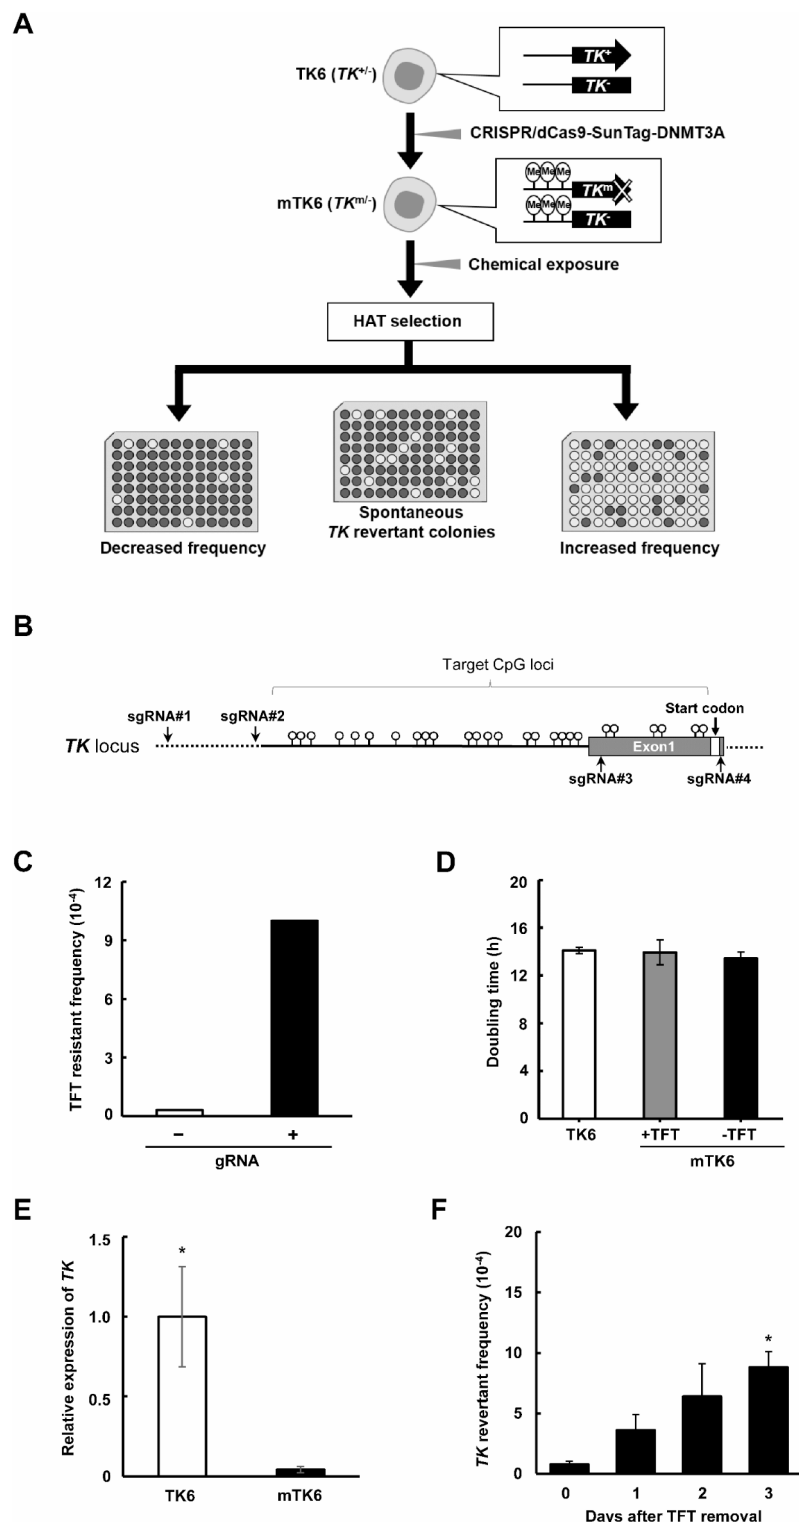 A
TK6 (TK+/-)
TK+
TK-
CRISPR/dCas9-SunTag-DNMT3A
mTK6 (TKm/-)
Me Me Me
TKm
Me Me Me
TK-
Chemical exposure
HAT selection
Decreased frequency
Spontaneous
TK revertant colonies
Increased frequency
B
Target CpG loci
sgRNA#1
sgRNA#2
Start codon
TK locus
Exon1
sgRNA#3
sgRNA#4
C
TFT resistant frequency (10-4)
12
9
6
3
0
−
+
gRNA
D
Doubling time (h)
20
16
12
8
4
0
TK6
+TFT
-TFT
mTK6
E
Relative expression of TK
1.5
1.0
0.5
0
*
TK6
mTK6
F
TK revertant frequency (10-4)
20
15
10
5
0
*
0
1
2
3
Days after TFT removal